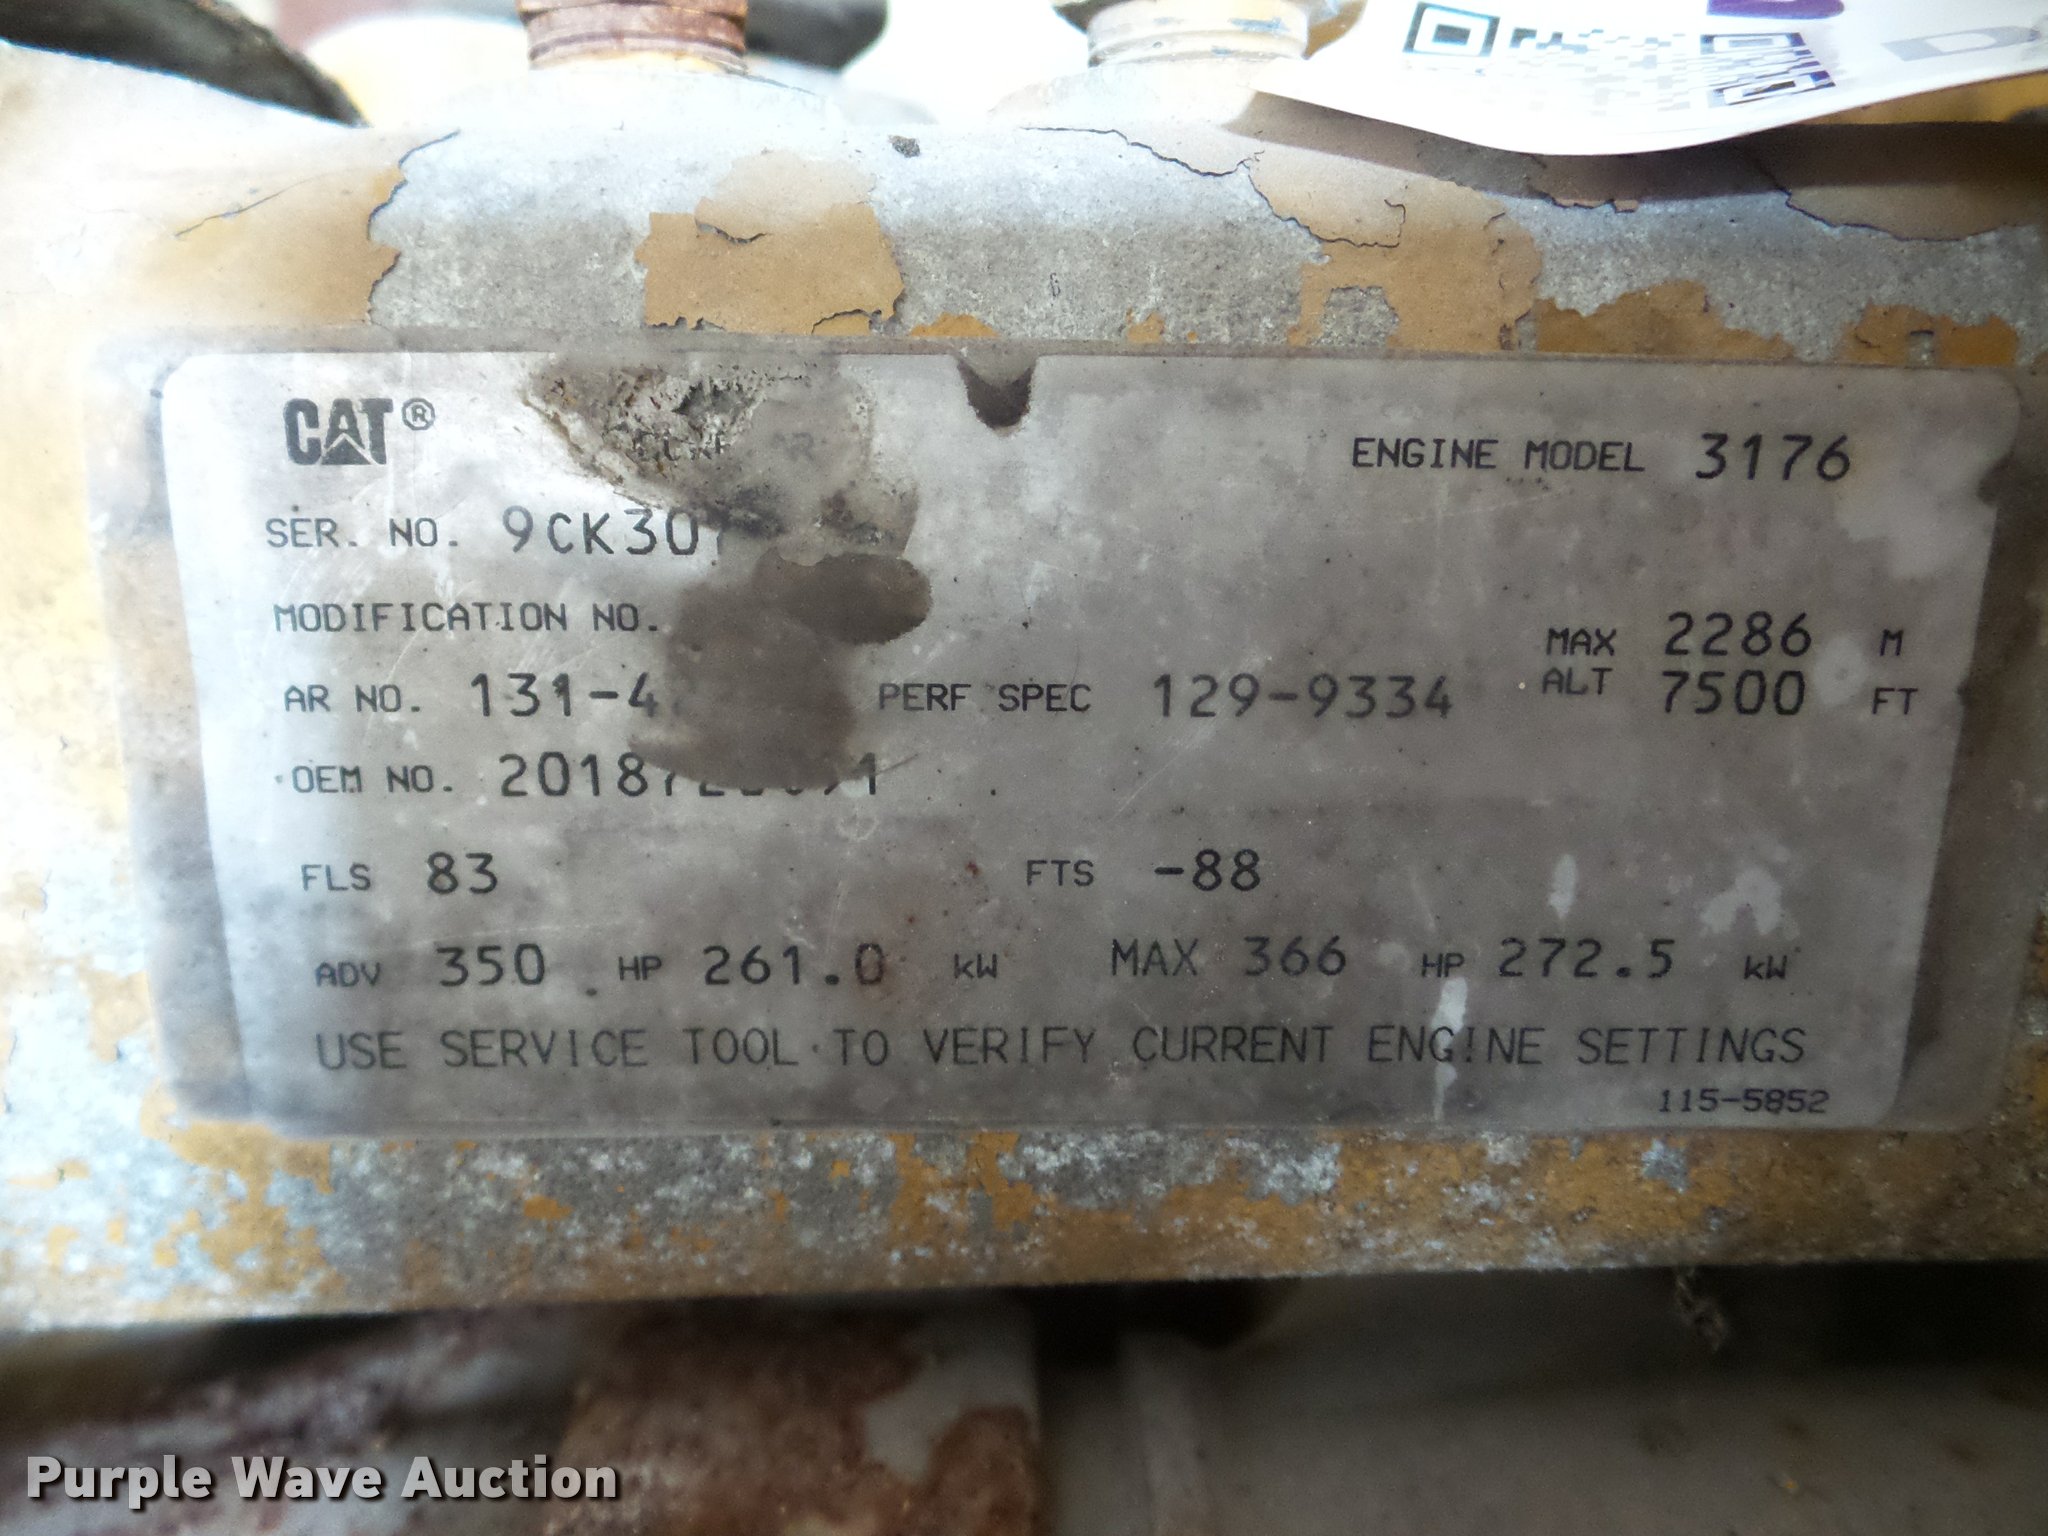 CAT®
ENGINE MODEL 3176
SER. NO. 9CK30
MODIFICATION NO.
MAX ALT 2286 M
7500 FT
AR NO. 131-4 PERF SPEC 129-9334
OEM NO. 2018
FLS 83 FTS -88
ADV 350 HP 261.0 kW MAX 366 HP 272.5 kW
USE SERVICE TOOL TO VERIFY CURRENT ENGINE SETTINGS
115-5852
Purple Wave Auction